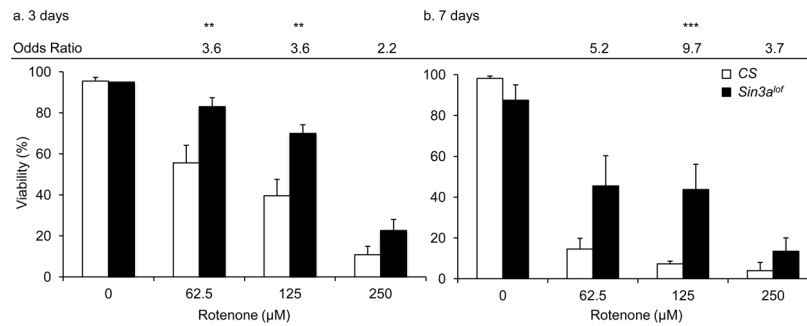 a. 3 days
b. 7 days
** ** ***
Odds Ratio 3.6 3.6 2.2 5.2 9.7 3.7
Viability (%)
100
80
60
40
20
0
0 62.5 125 250
Rotenone (µM)
100
80
60
40
20
0
CS
Sin3a^lof
0 62.5 125 250
Rotenone (µM)